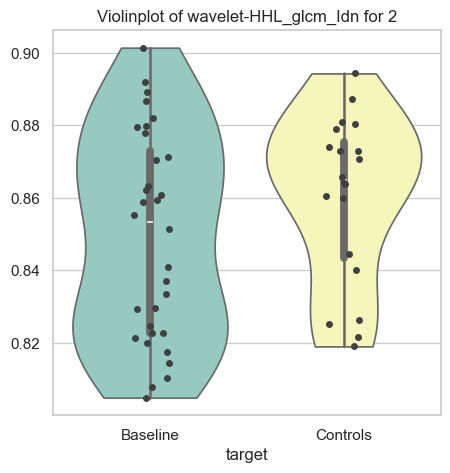 Violinplot of wavelet-HHL_glcm_Idn for 2
0.90
0.88
0.86
0.84
0.82
Baseline
Controls
target